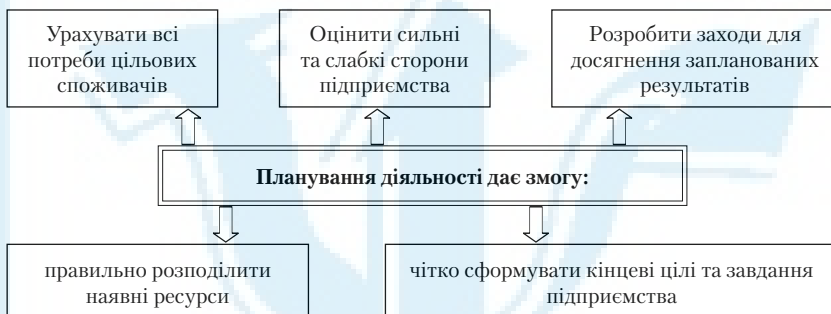 Урахувати всі
потреби цільових
споживачів
Оцінити сильні
та слабкі сторони
підприємства
Розробити заходи для
досягнення запланованих
результатів
Планування діяльності дає змогу:
правильно розподілити
наявні ресурси
чітко сформувати кінцеві цілі та завдання
підприємства